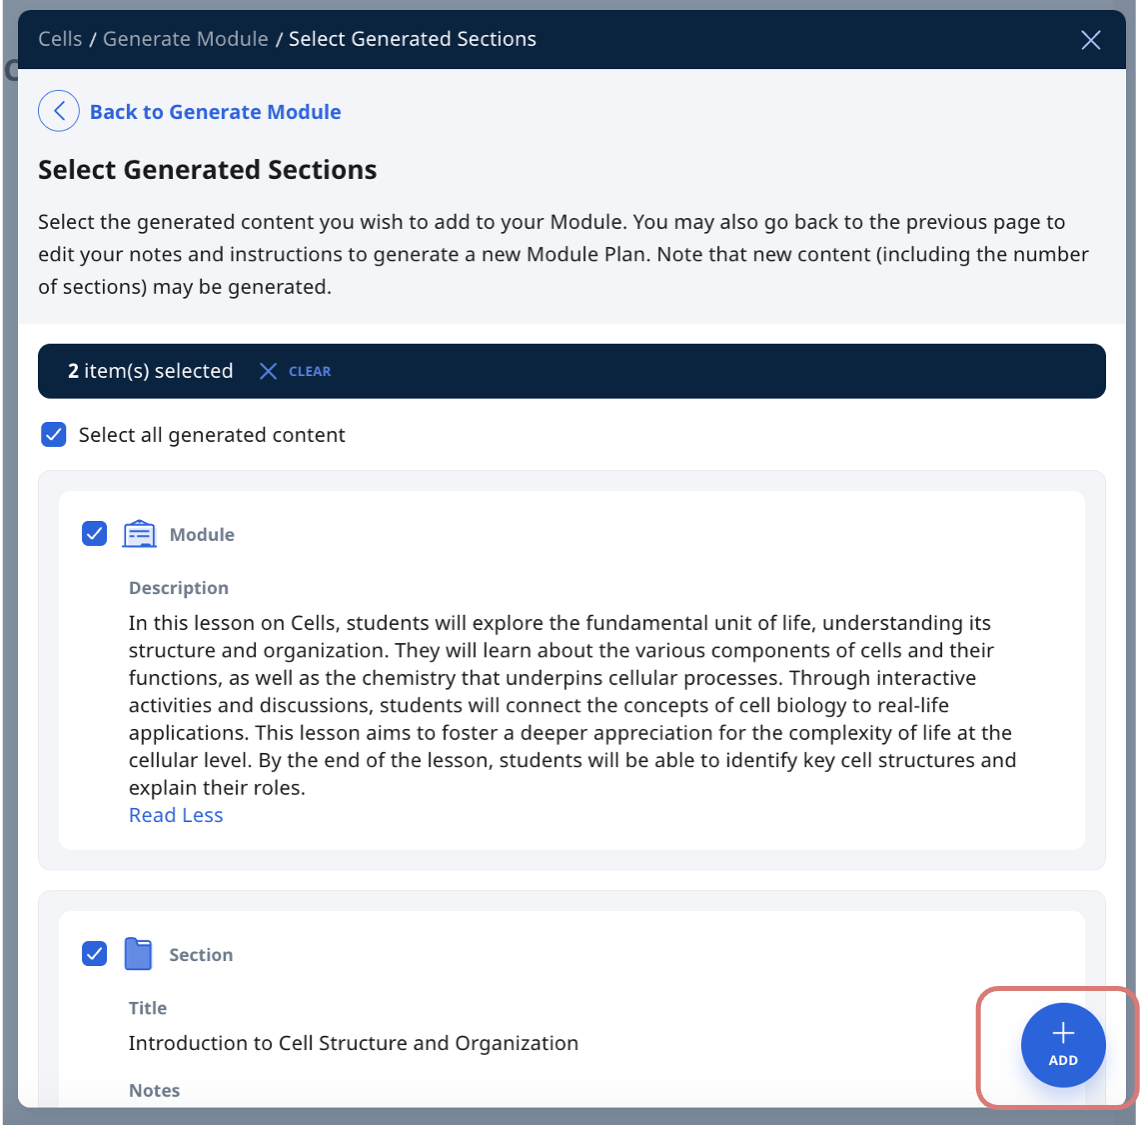 Cells / Generate Module / Select Generated Sections
Back to Generate Module
Select Generated Sections
Select the generated content you wish to add to your Module. You may also go back to the previous page to
edit your notes and instructions to generate a new Module Plan. Note that new content (including the number
of sections) may be generated.
2 item(s) selected CLEAR
Select all generated content
Module
Description
In this lesson on Cells, students will explore the fundamental unit of life, understanding its
structure and organization. They will learn about the various components of cells and their
functions, as well as the chemistry that underpins cellular processes. Through interactive
activities and discussions, students will connect the concepts of cell biology to real-life
applications. This lesson aims to foster a deeper appreciation for the complexity of life at the
cellular level. By the end of the lesson, students will be able to identify key cell structures and
explain their roles.
Read Less
Section
Title
Introduction to Cell Structure and Organization
Notes
ADD